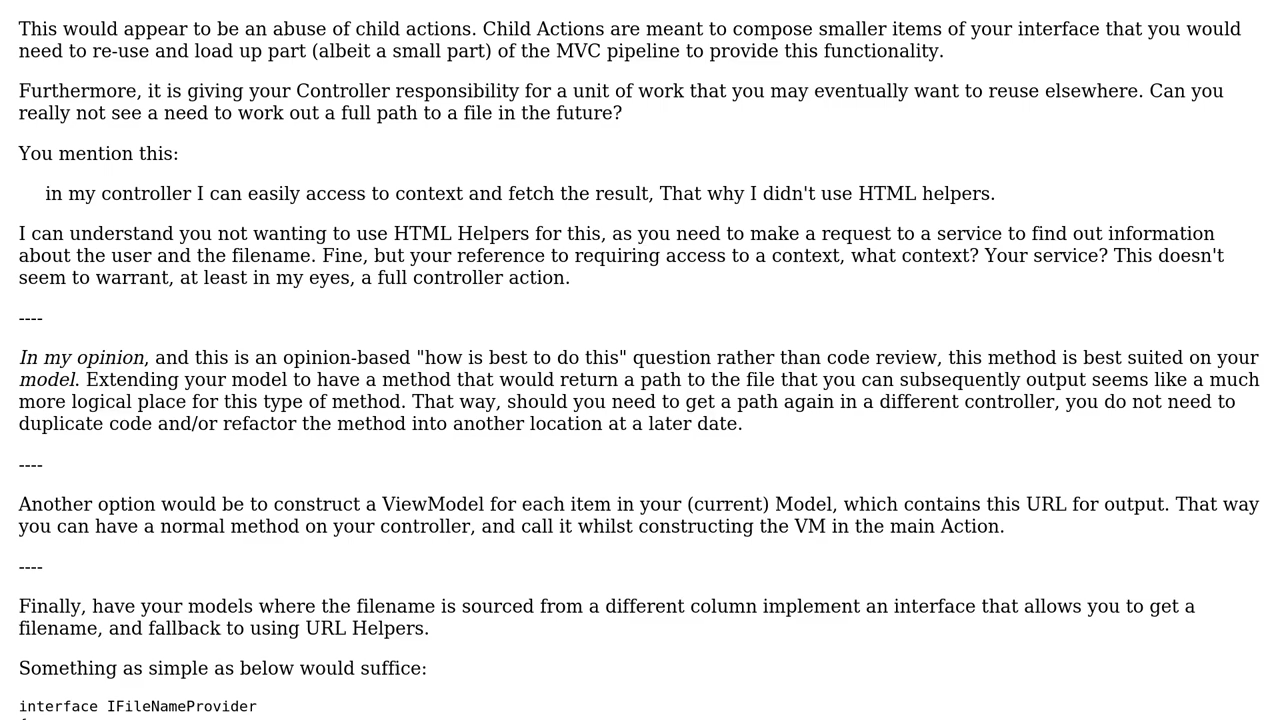 This would appear to be an abuse of child actions. Child Actions are meant to compose smaller items of your interface that you would
need to re-use and load up part (albeit a small part) of the MVC pipeline to provide this functionality.
Furthermore, it is giving your Controller responsibility for a unit of work that you may eventually want to reuse elsewhere. Can you
really not see a need to work out a full path to a file in the future?
You mention this:
in my controller I can easily access to context and fetch the result, That why I didn't use HTML helpers.
I can understand you not wanting to use HTML Helpers for this, as you need to make a request to a service to find out information
about the user and the filename. Fine, but your reference to requiring access to a context, what context? Your service? This doesn't
seem to warrant, at least in my eyes, a full controller action.
----
In my opinion, and this is an opinion-based "how is best to do this" question rather than code review, this method is best suited on your
model. Extending your model to have a method that would return a path to the file that you can subsequently output seems like a much
more logical place for this type of method. That way, should you need to get a path again in a different controller, you do not need to
duplicate code and/or refactor the method into another location at a later date.
----
Another option would be to construct a ViewModel for each item in your (current) Model, which contains this URL for output. That way
you can have a normal method on your controller, and call it whilst constructing the VM in the main Action.
----
Finally, have your models where the filename is sourced from a different column implement an interface that allows you to get a
filename, and fallback to using URL Helpers.
Something as simple as below would suffice:
interface IFileNameProvider